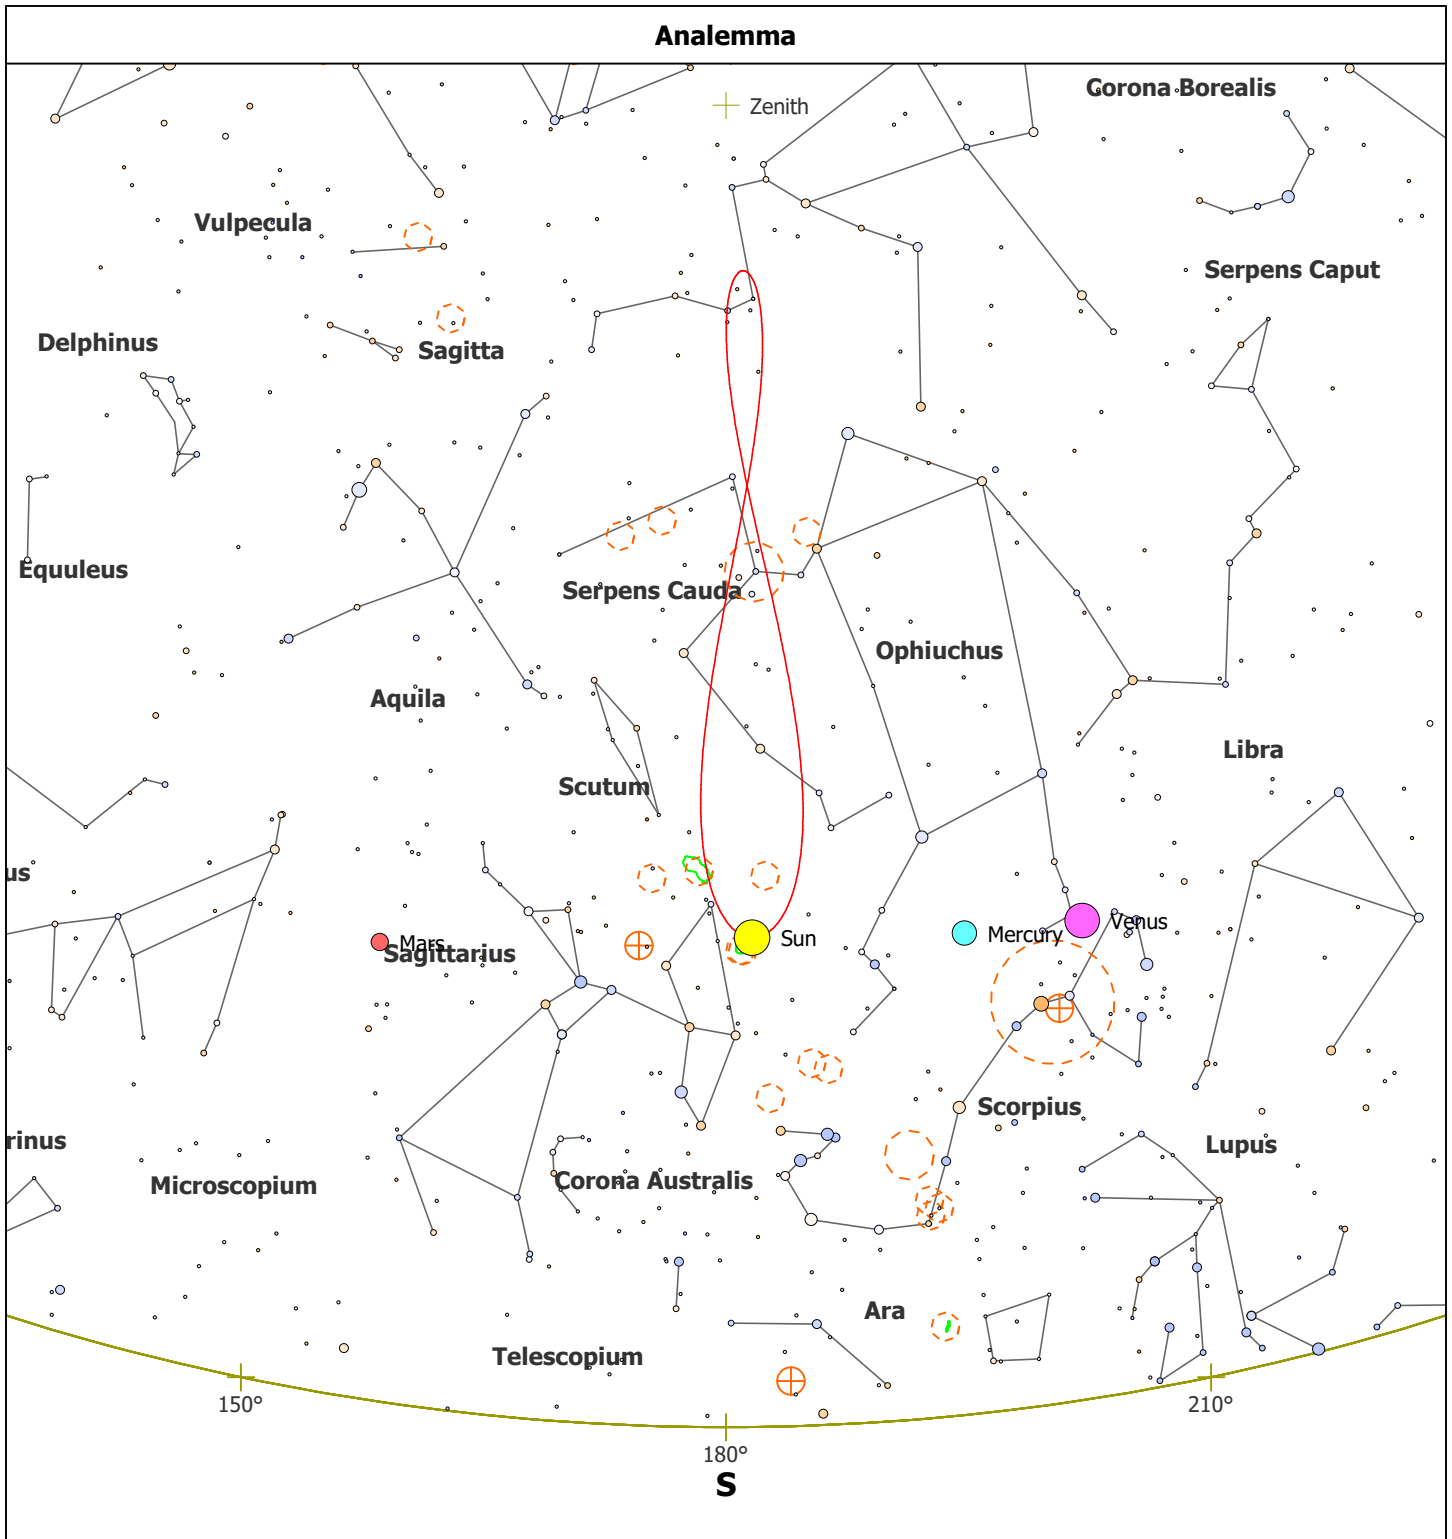 Analemma
Corona Borealis
Zenith
Vulpecula
Serpens Caput
Delphinus
Sagitta
Equuleus
Serpens Cauda
Ophiuchus
Aquila
Libra
Scutum
us
Venus
Mercury
Sun
Mars
Sagittarius
Scorpius
rinus
Lupus
Corona Australis
Microscopium
Ara
Telescopium
150°
210°
180°
S